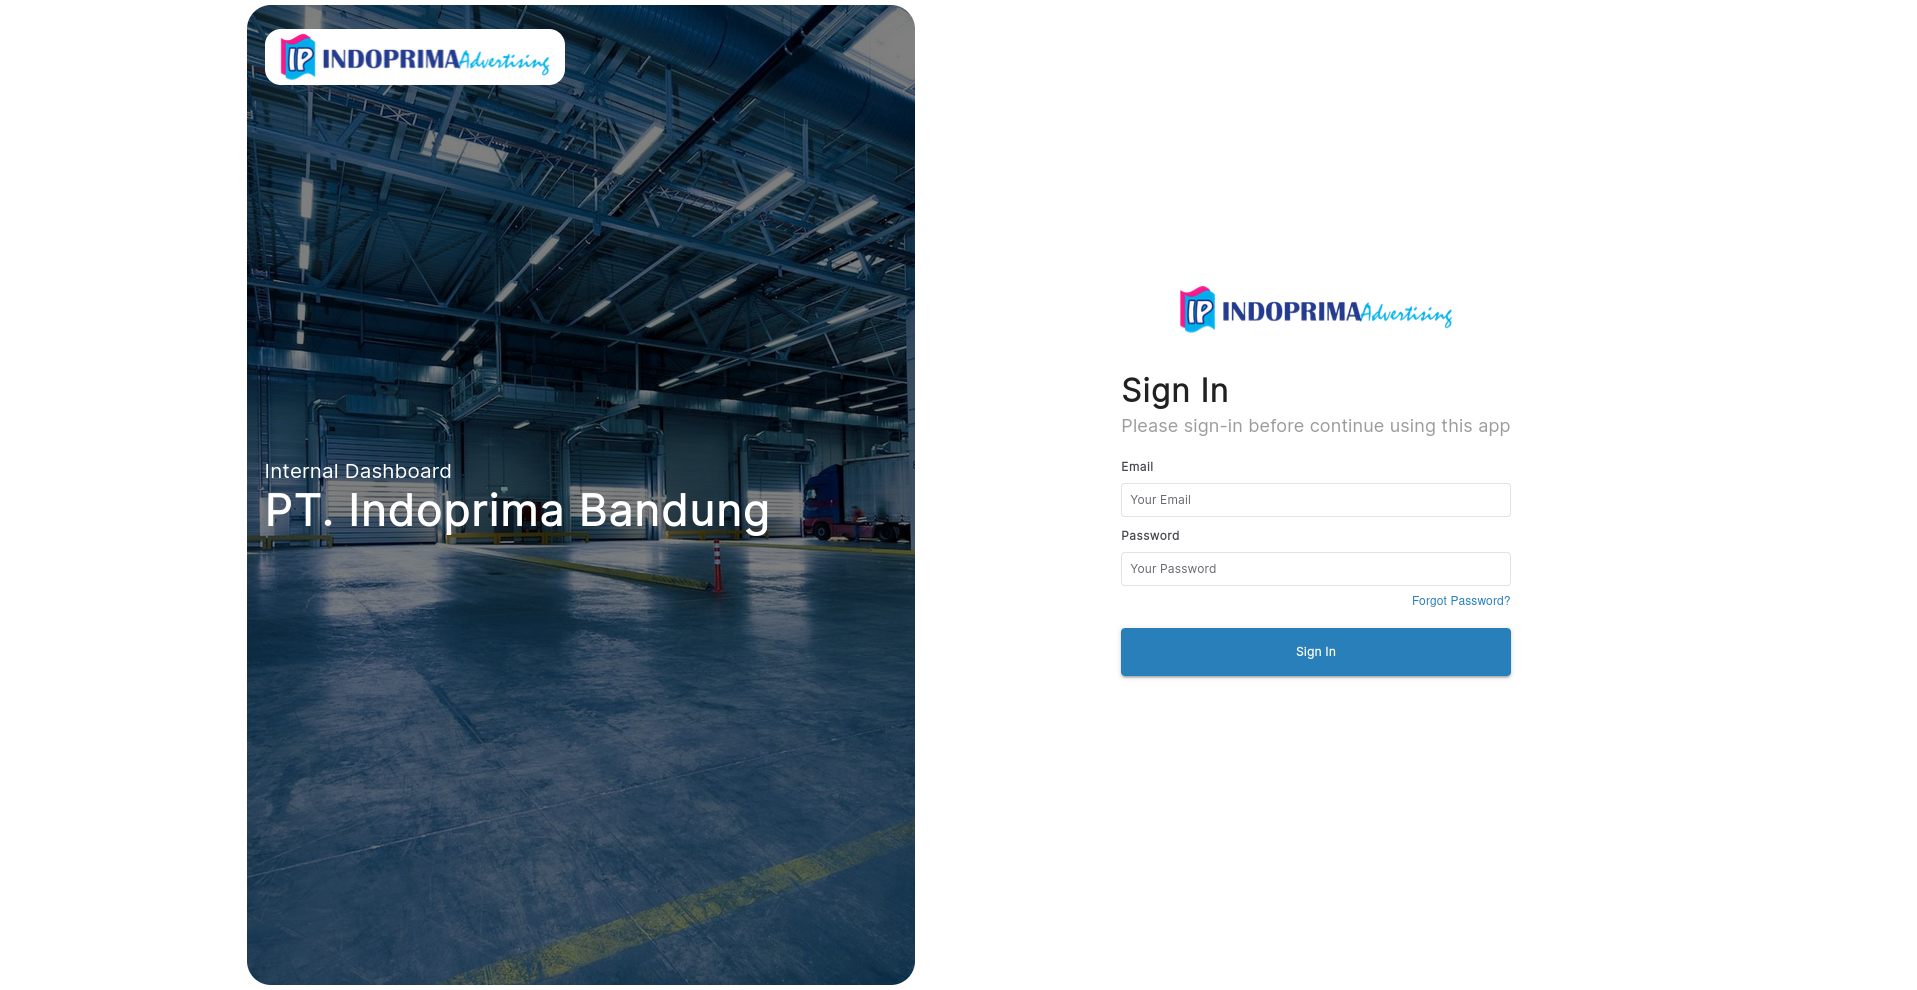 IP INDOPRIMA Advertising
Internal Dashboard
PT. Indoprima Bandung
IP INDOPRIMA Advertising
Sign In
Please sign-in before continue using this app
Email
Your Email
Password
Your Password
Forgot Password?
Sign In